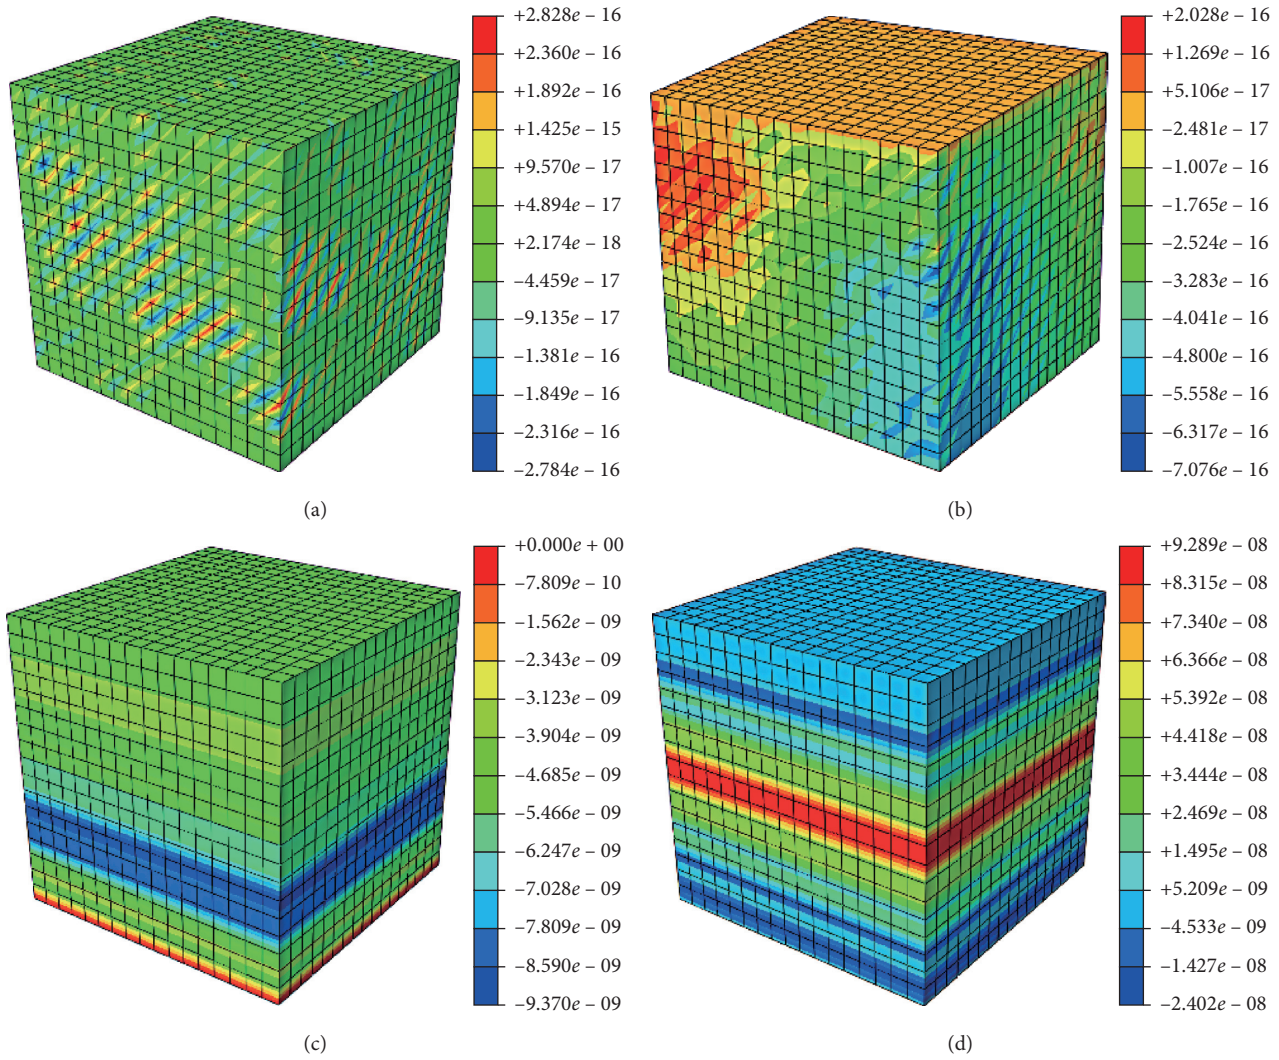 +2.828e – 16
+2.360e – 16
+1.892e – 16
+1.425e – 15
+9.570e – 17
+4.894e – 17
+2.174e – 18
–4.459e – 17
–9.135e – 17
–1.381e – 16
–1.849e – 16
–2.316e – 16
–2.784e – 16
(a)
+2.028e – 16
+1.269e – 16
+5.106e – 17
–2.481e – 17
–1.007e – 16
–1.765e – 16
–2.524e – 16
–3.283e – 16
–4.041e – 16
–4.800e – 16
–5.558e – 16
–6.317e – 16
–7.076e – 16
(b)
+0.000e + 00
–7.809e – 10
–1.562e – 09
–2.343e – 09
–3.123e – 09
–3.904e – 09
–4.685e – 09
–5.466e – 09
–6.247e – 09
–7.028e – 09
–7.809e – 09
–8.590e – 09
–9.370e – 09
(c)
+9.289e – 08
+8.315e – 08
+7.340e – 08
+6.366e – 08
+5.592e – 08
+4.418e – 08
+3.444e – 08
+2.469e – 08
+1.495e – 08
+5.209e – 09
–4.533e – 09
–1.427e – 08
–2.402e – 08
(d)